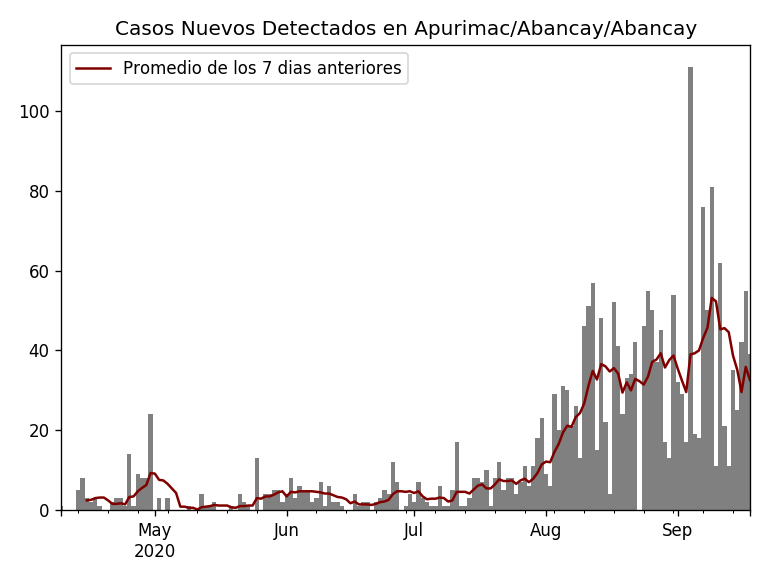 Casos Nuevos Detectados en Apurimac/Abancay/Abancay
Promedio de los 7 dias anteriores
100
80
60
40
20
0
May Jun Jul Aug Sep
2020